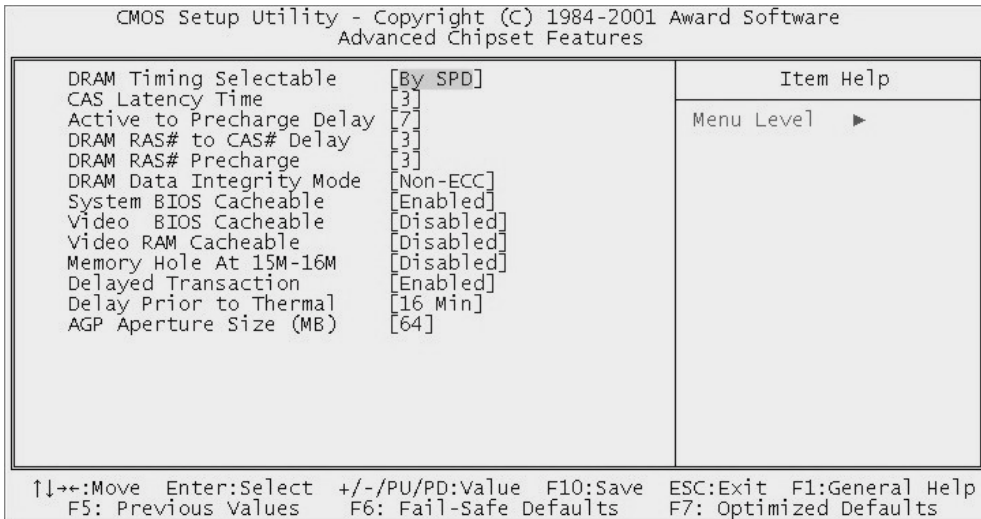 CMOS Setup Utility - Copyright (C) 1984-2001 Award Software
Advanced Chipset Features
DRAM Timing Selectable [By SPD]
CAS Latency Time [3]
Active to Precharge Delay [7]
DRAM RAS# to CAS# Delay [3]
DRAM RAS# Precharge [3]
DRAM Data Integrity Mode [Non-ECC]
System BIOS Cacheable [Enabled]
Video BIOS Cacheable [Disabled]
Video RAM Cacheable [Disabled]
Memory Hole At 15M-16M [Disabled]
Delayed Transaction [Enabled]
Delay Prior to Thermal [16 Min]
AGP Aperture Size (MB) [64]
Item Help
Menu Level ►
↑↓→←:Move Enter:Select +/-/PU/PD:Value F10:Save ESC:Exit F1:General Help
F5: Previous Values F6: Fail-Safe Defaults F7: Optimized Defaults